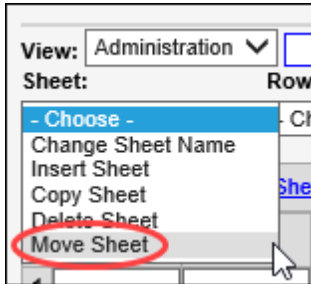 View: Administration
Sheet: Row
- Choose -
Change Sheet Name
Insert Sheet
Copy Sheet
Delete Sheet
Move Sheet